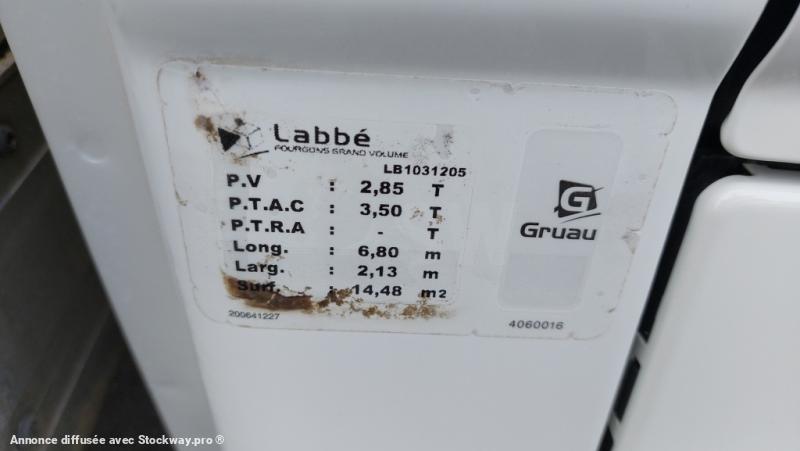 Labbé
FOURGONS GRAND VOLUME
LB1031205
P.V : 2,85 T
P.T.A.C : 3,50 T
P.T.R.A : - T
Long. : 6,80 m
Larg. : 2,13 m
Surf. : 14,48 m2
200641227
G
Gruau
4060016
Annonce diffusée avec Stockway.pro ®